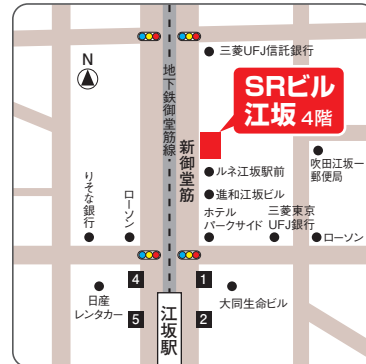 三菱UFJ信託銀行
N
地下鉄御堂筋線
新御堂筋
SRビル
江坂 4階
ルネ江坂駅前
進和江坂ビル
吹田江坂一
郵便局
りそな銀行
ローソン
ホテル
パークサイド
三菱東京
UFJ銀行
ローソン
4
1
日産
レンタカー
大同生命ビル
5
2
江坂駅